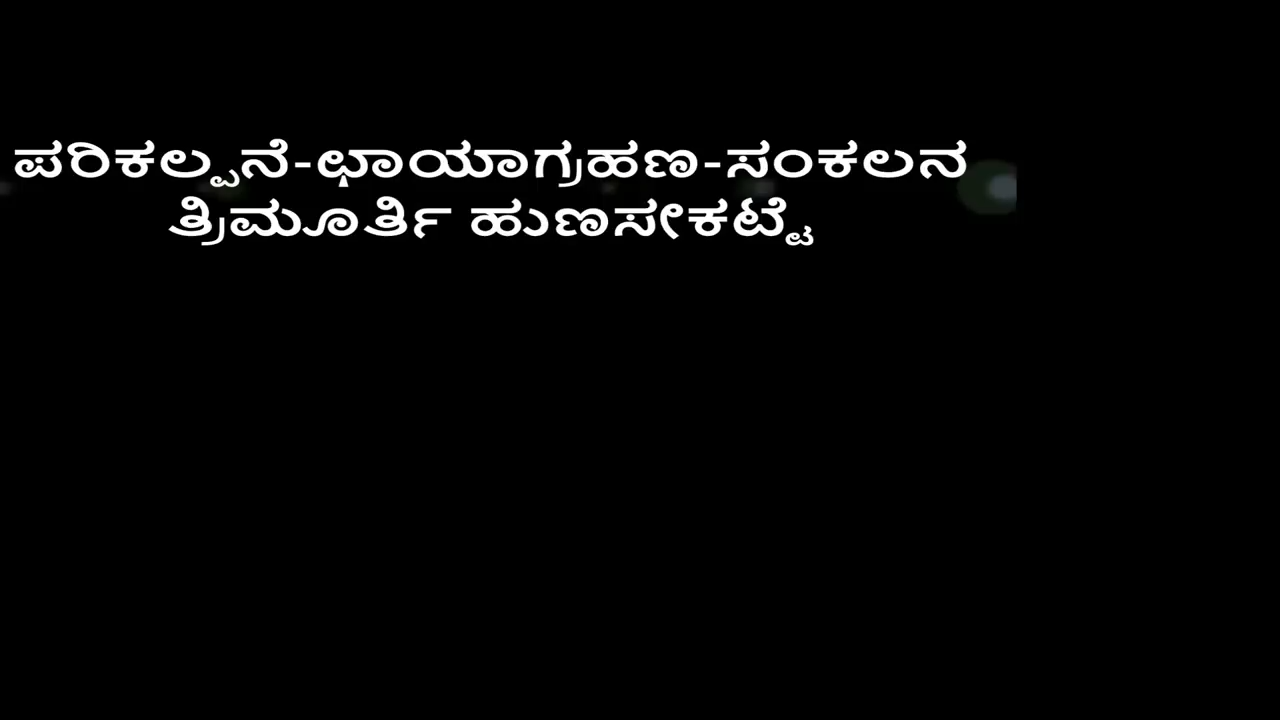 ಪರಿಕಲ್ಪನೆ-ಛಾಯಾಗ್ರಹಣ-ಸಂಕಲನ
ತ್ರಿಮೂರ್ತಿ ಹುಣಸೇಕಟ್ಟೆ